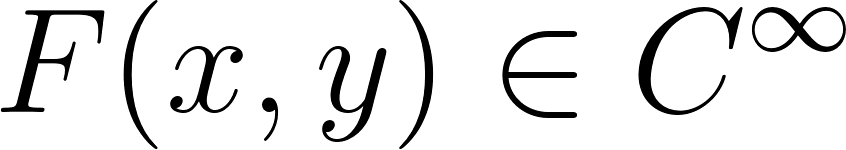 F(x, y) ∈ C^∞